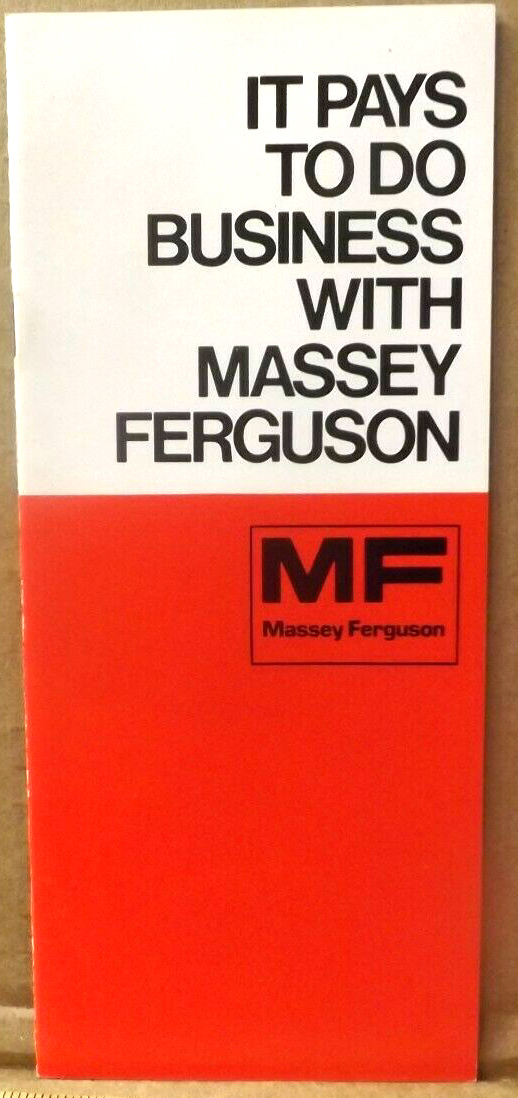 IT PAYS
TO DO
BUSINESS
WITH
MASSEY
FERGUSON
MF
Massey Ferguson